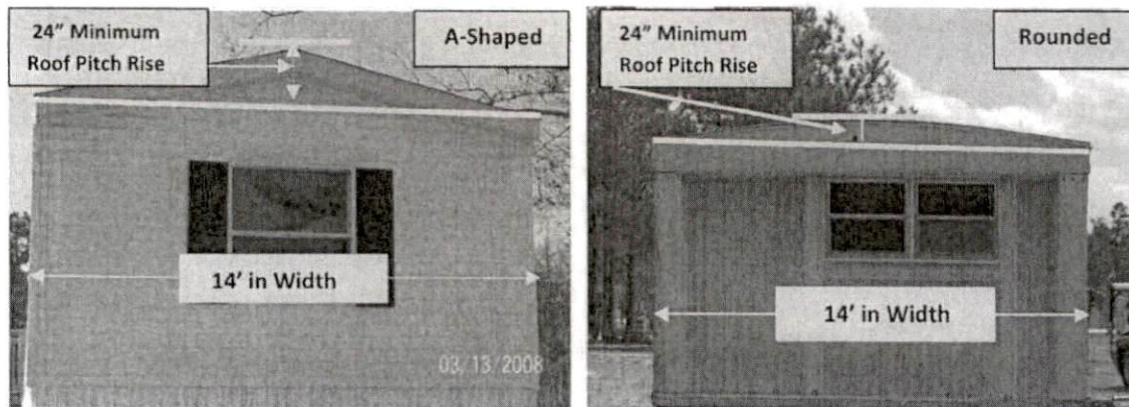 24” Minimum
Roof Pitch Rise
A-Shaped
14’ in Width
03/13/2008
24” Minimum
Roof Pitch Rise
Rounded
14’ in Width